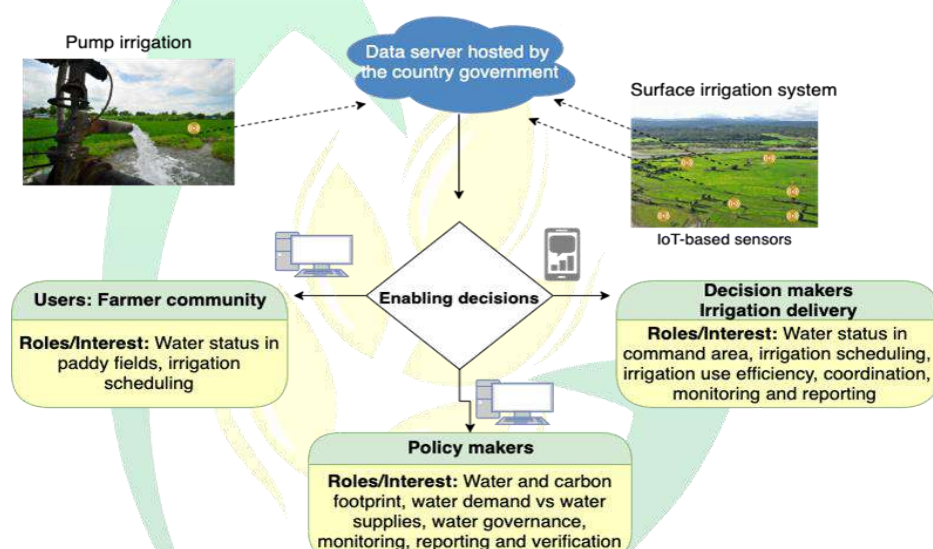 Pump irrigation
Data server hosted by
the country government
Surface irrigation system
IoT-based sensors
Enabling decisions
Users: Farmer community
Roles/Interest: Water status in
paddy fields, irrigation
scheduling
Decision makers
Irrigation delivery
Roles/Interest: Water status in
command area, irrigation scheduling,
irrigation use efficiency, coordination,
monitoring and reporting
Policy makers
Roles/Interest: Water and carbon
footprint, water demand vs water
supplies, water governance,
monitoring, reporting and verification